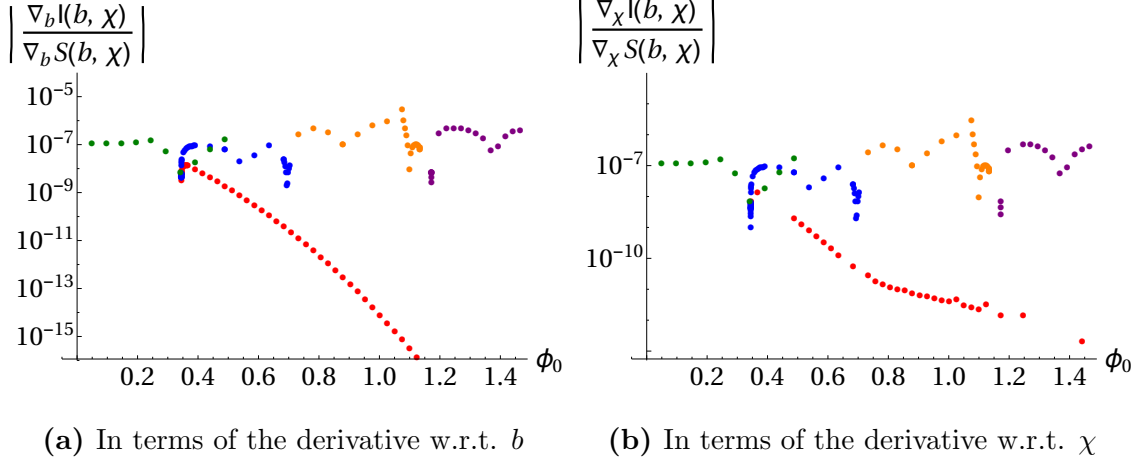 | ∇_b I(b, χ) / ∇_b S(b, χ) |
10^-5
10^-7
10^-9
10^-11
10^-13
10^-15
0.2 0.4 0.6 0.8 1.0 1.2 1.4
ϕ_0
(a) In terms of the derivative w.r.t. b
| ∇_χ I(b, χ) / ∇_χ S(b, χ) |
10^-7
10^-10
0.2 0.4 0.6 0.8 1.0 1.2 1.4
ϕ_0
(b) In terms of the derivative w.r.t. χ